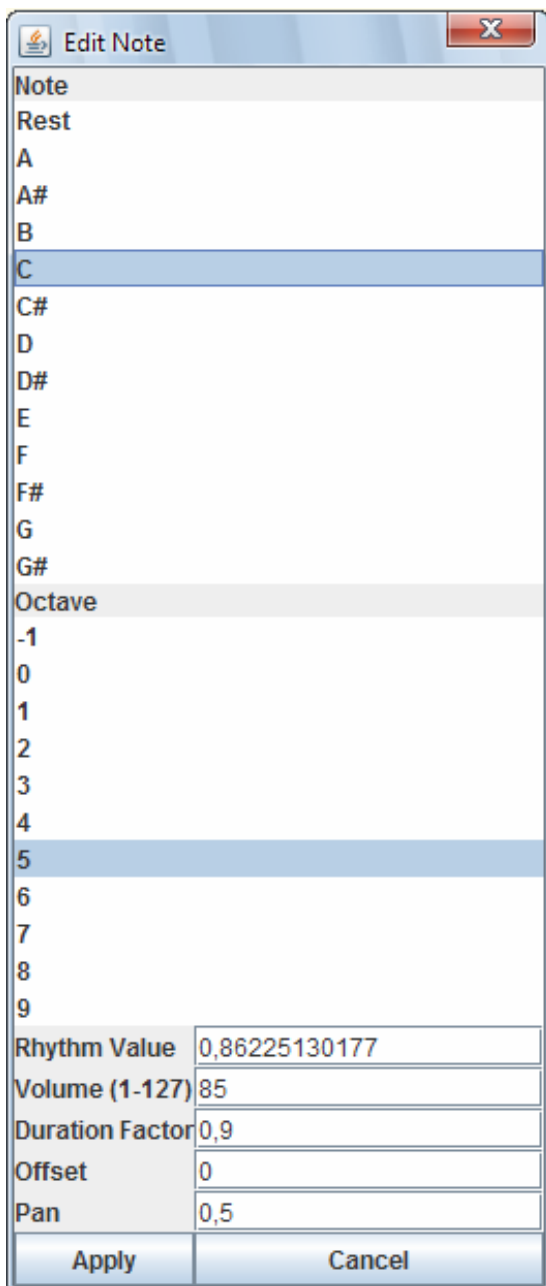 Edit Note
Note
Rest
A
A#
B
C
C#
D
D#
E
F
F#
G
G#
Octave
-1
0
1
2
3
4
5
6
7
8
9
Rhythm Value 0,86225130177
Volume (1-127) 85
Duration Factor 0,9
Offset 0
Pan 0,5
Apply Cancel